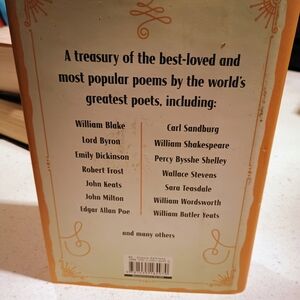 A treasury of the best-loved and
most popular poems by the world's
greatest poets, including:
William Blake
Lord Byron
Emily Dickinson
Robert Frost
John Keats
John Milton
Edgar Allan Poe
Carl Sandburg
William Shakespeare
Percy Bysshe Shelley
Wallace Stevens
Sara Teasdale
William Wordsworth
William Butler Yeats
and many others